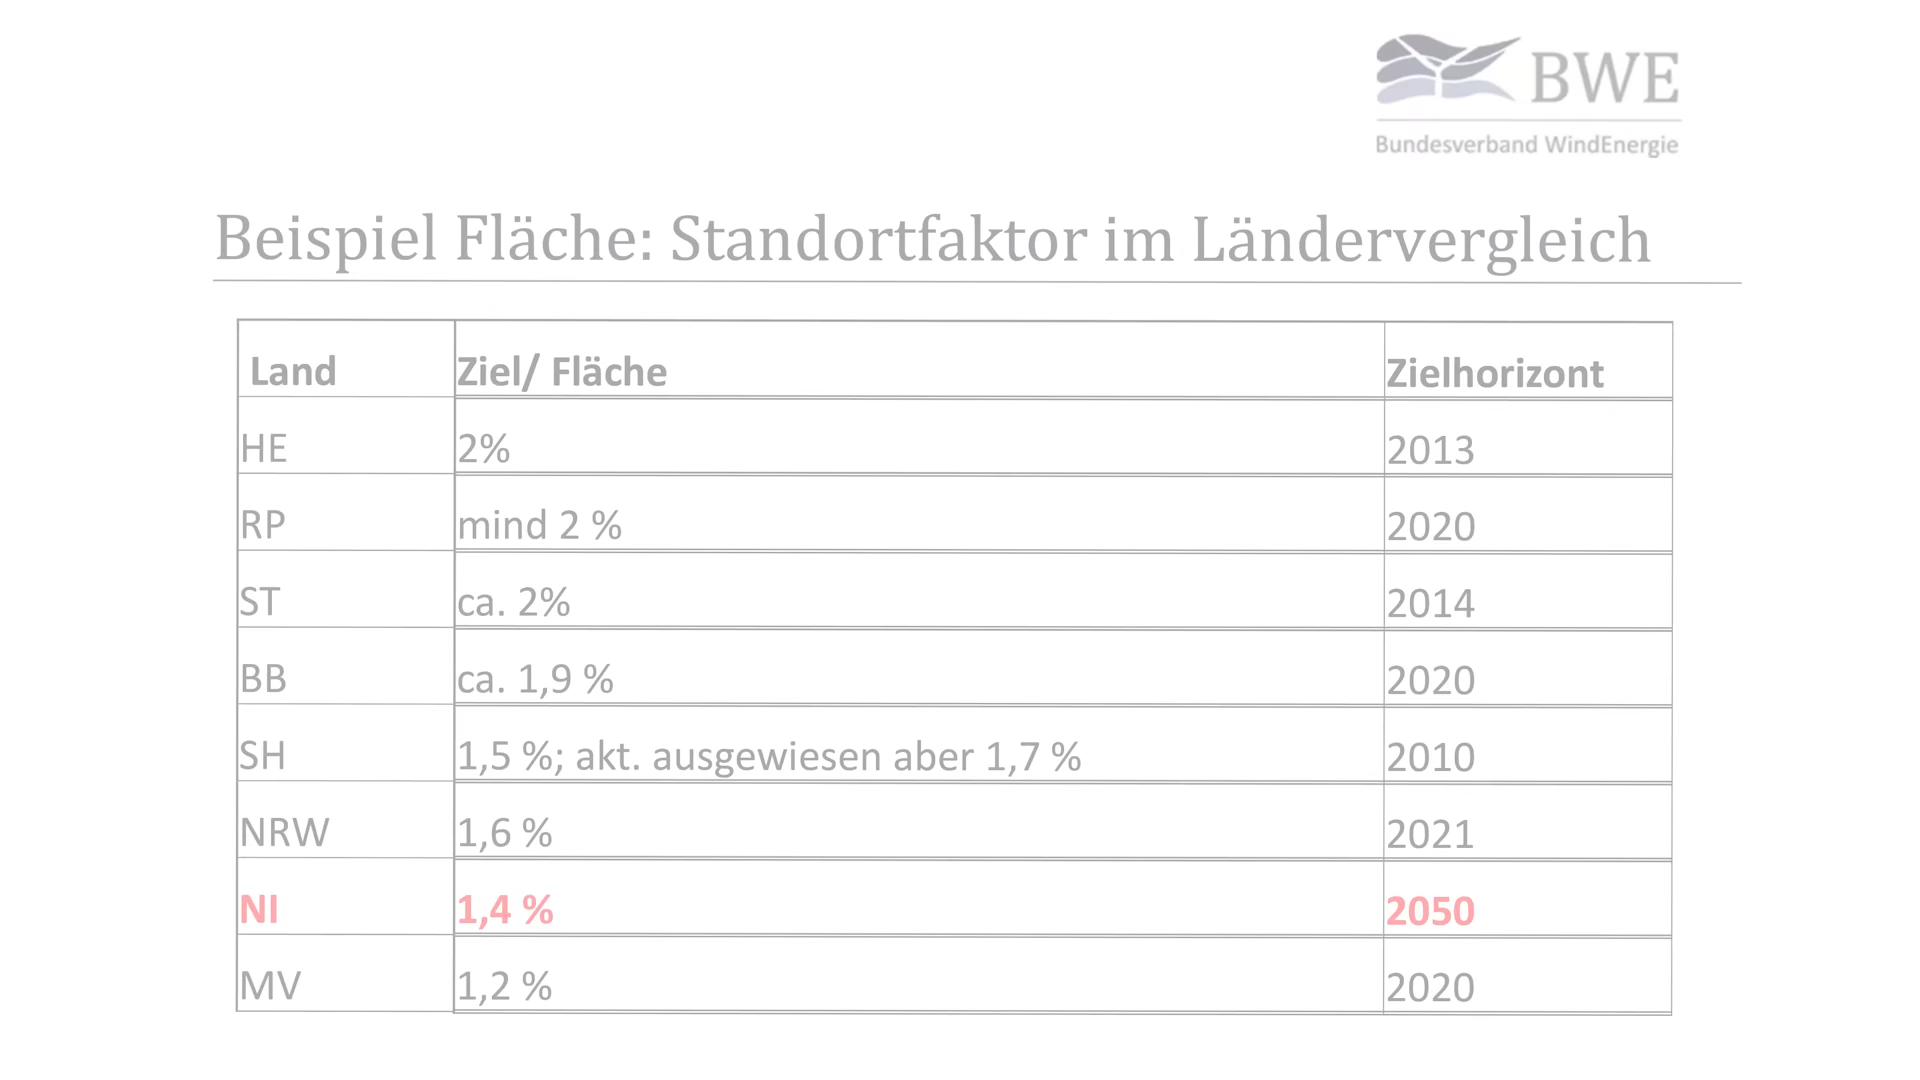 BWE
Bundesverband WindEnergie
Beispiel Fläche: Standortfaktor im Ländervergleich
Land Ziel/ Fläche Zielhorizont
HE 2% 2013
RP mind 2 % 2020
ST ca. 2% 2014
BB ca. 1,9 % 2020
SH 1,5 %; akt. ausgewiesen aber 1,7 % 2010
NRW 1,6 % 2021
NI 1,4 % 2050
MV 1,2 % 2020